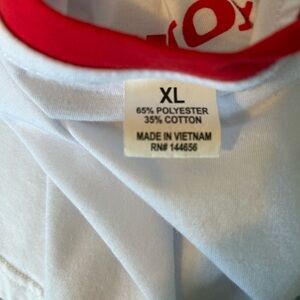 XL
65% POLYESTER
35% COTTON
MADE IN VIETNAM
RN# 144656